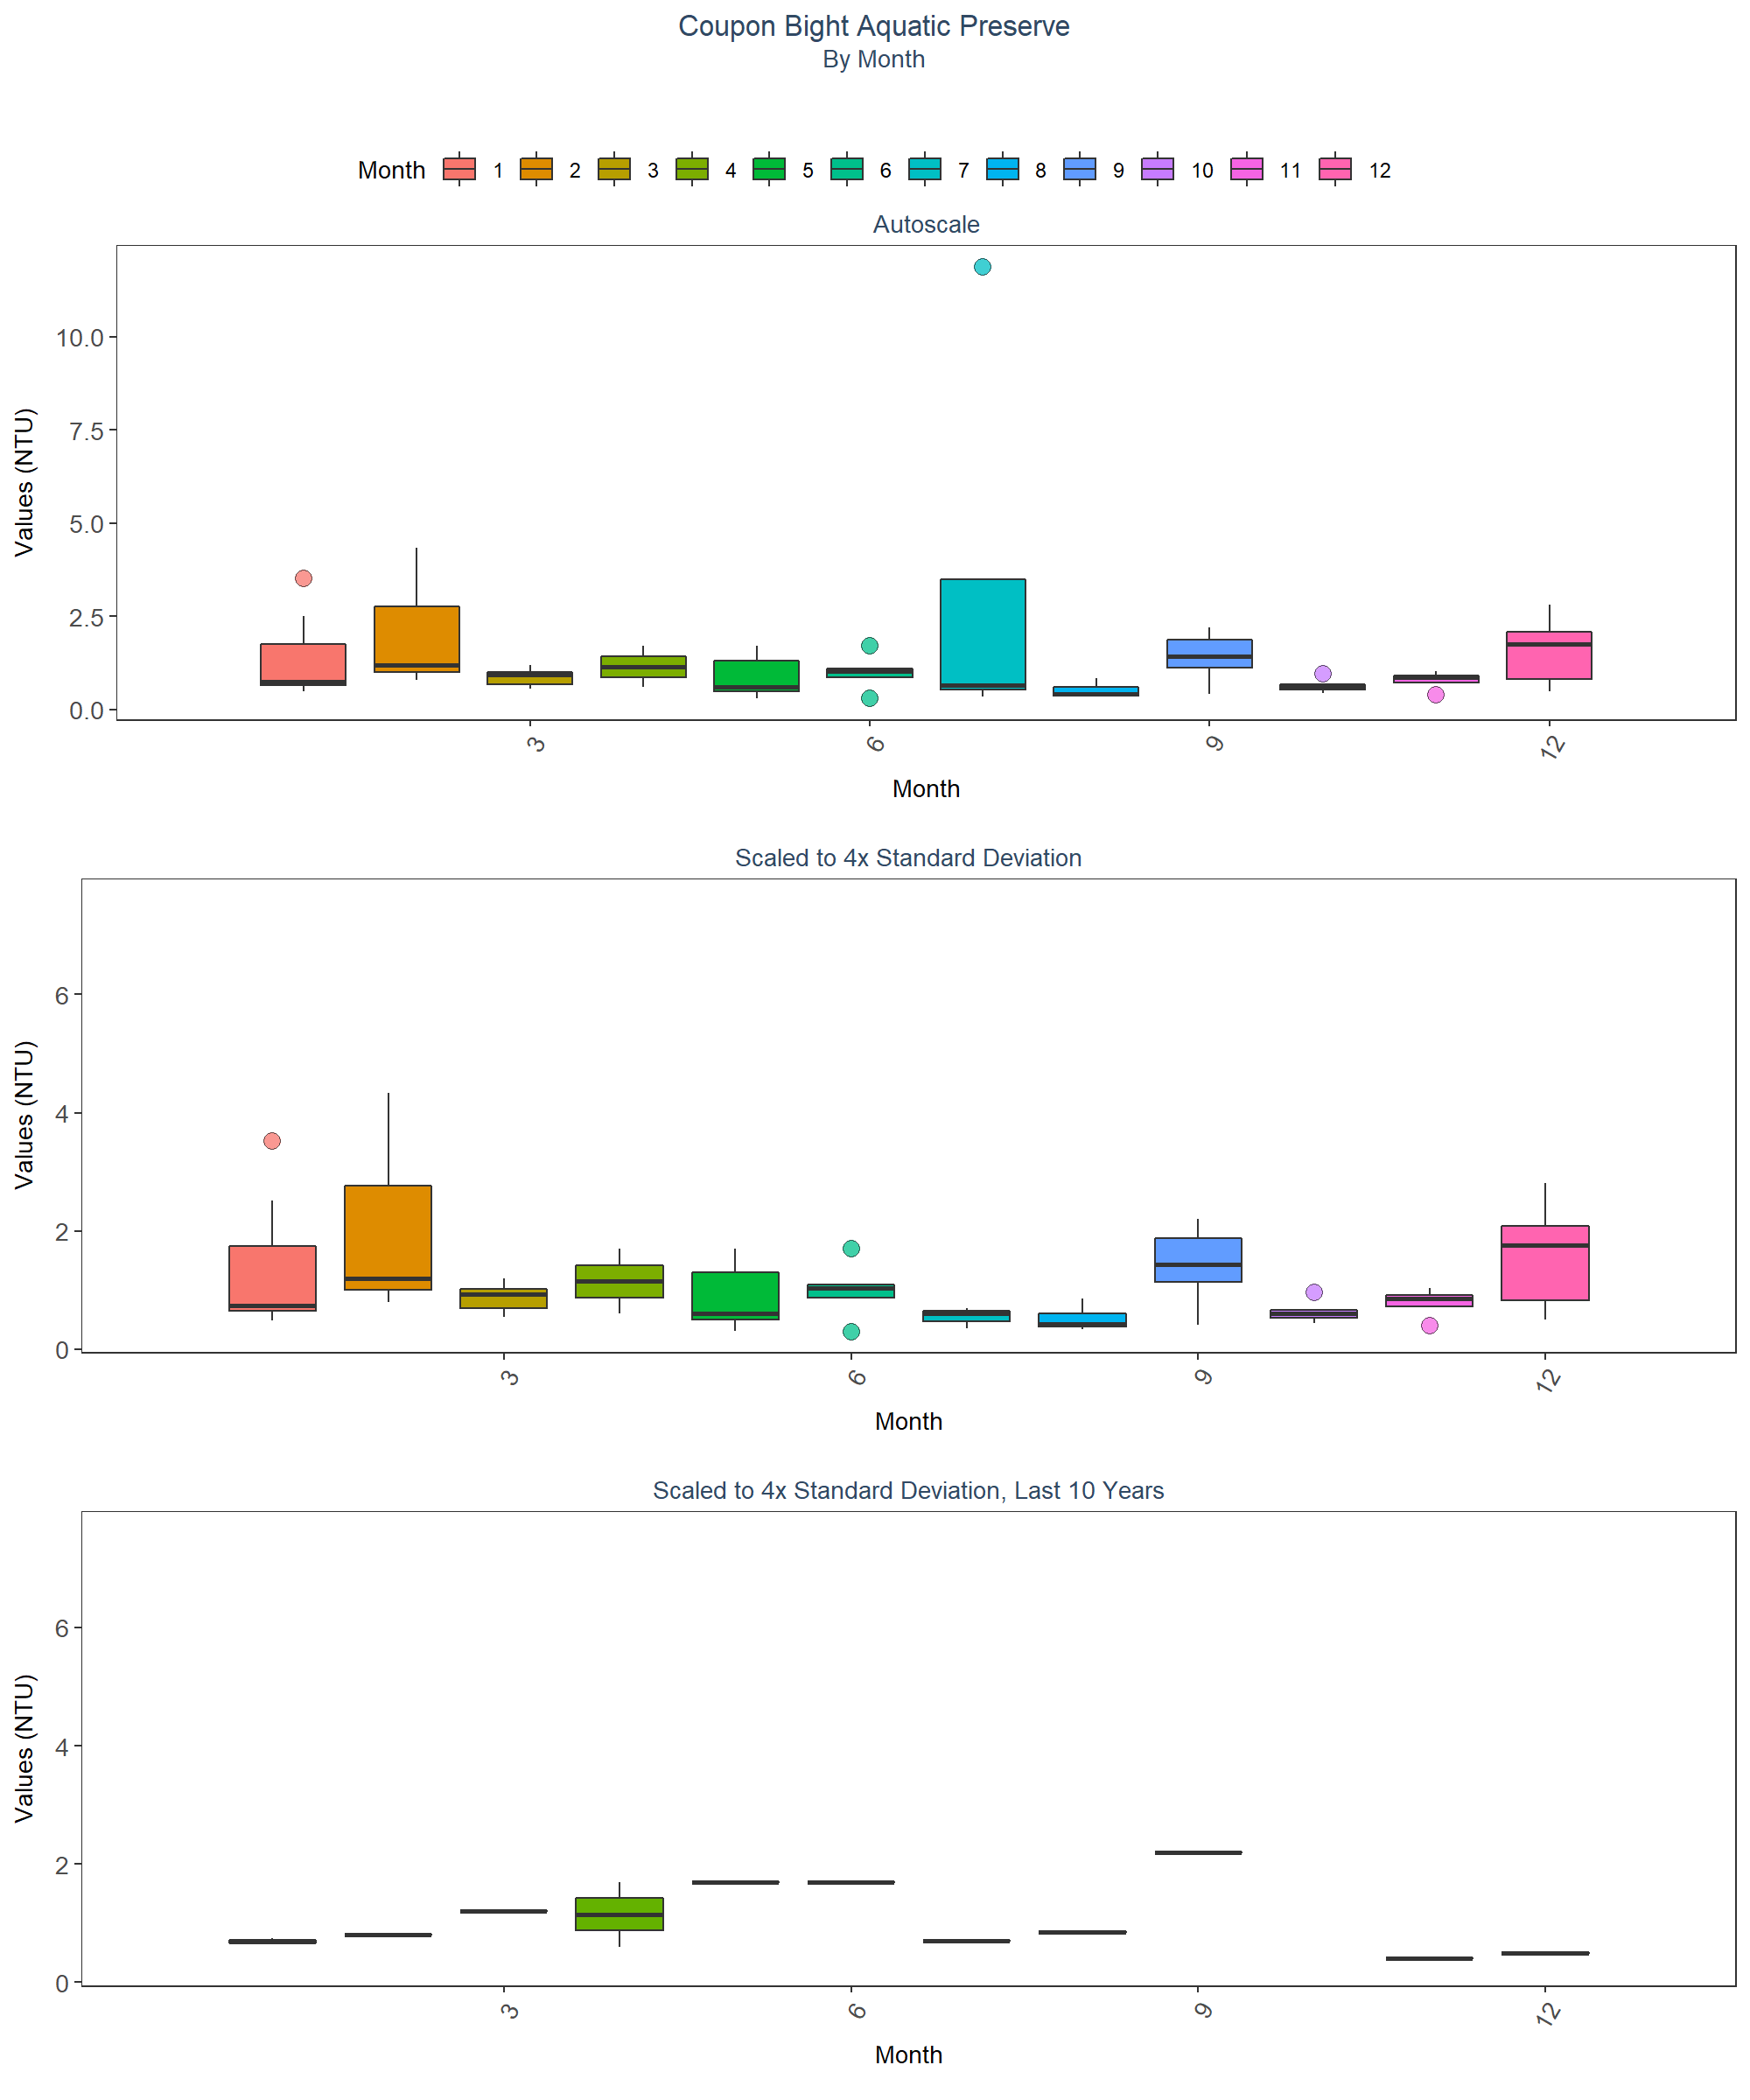 Coupon Bight Aquatic Preserve
By Month
Month 1 2 3 4 5 6 7 8 9 10 11 12
Autoscale
10.0
7.5
5.0
2.5
0.0
Values (NTU)
3 6 9 12
Month
Scaled to 4x Standard Deviation
6
4
2
0
Values (NTU)
3 6 9 12
Month
Scaled to 4x Standard Deviation, Last 10 Years
6
4
2
0
Values (NTU)
3 6 9 12
Month